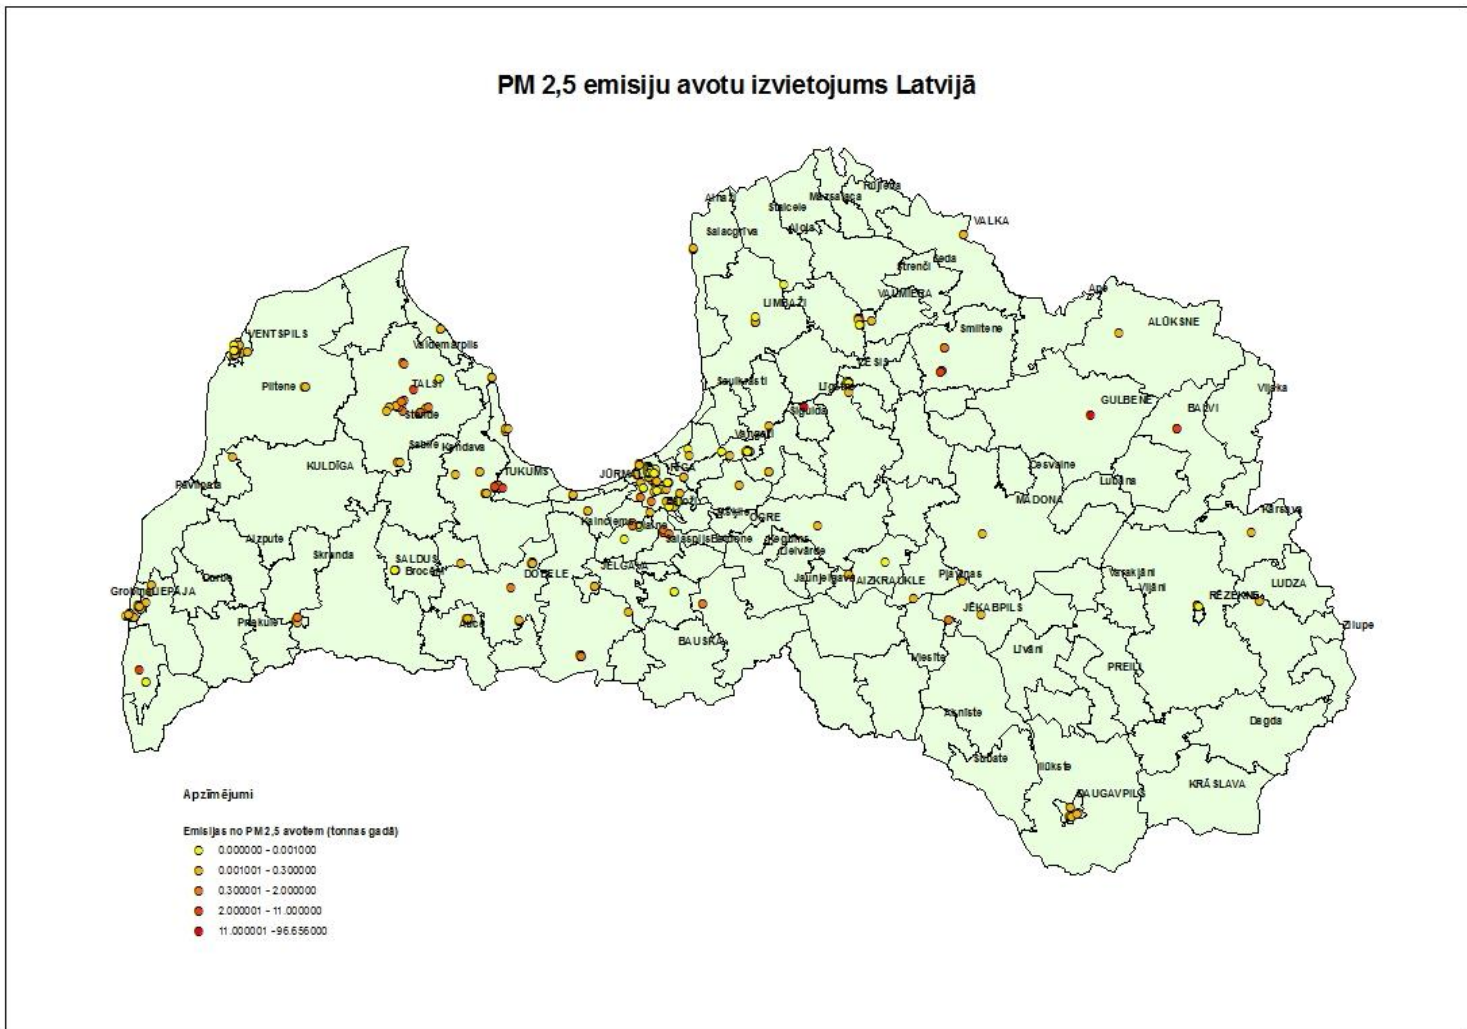 PM 2,5 emisiju avotu izvietojums Latvijā
Rūjiena
Ainaži
Mazsalaca
Staicele
VALKA
Salacgrīva
Aloja
Seda
Strenči
Ape
VALMIERA
LIMBAŽI
ALŪKSNE
Smiltene
VENTSPILS
Valdemārpils
CĒSIS
Saulkrasti
Līgatne
TALSI
Piltene
Viļaka
GULBENE
BALVI
Stende
Sigulda
Vangaži
Sabile
Kandava
KULDĪGA
TUKUMS
JŪRMALA
RĪGA
Cesvaine
Lubāna
Pāvilosta
MADONA
Kārsava
Ikšķile
OGRE
Kalnciems
Olaine
Aizpute
Salaspils
Baldone
Ķegums
Lielvārde
Skrunda
SALDUS
Brocēni
JELGAVA
DOBELE
Jaunjelgava
AIZKRAUKLE
Pļaviņas
Varakļāni
Viļāni
LUDZA
Durbe
Grobiņa
LIEPĀJA
RĒZEKNE
JĒKABPILS
Priekule
Auce
Zilupe
BAUSKA
Līvāni
Viesīte
PREIĻI
Aknīste
Dagda
Subate
Ilūkste
KRĀSLAVA
DAUGAVPILS
Apzīmējumi
Emisijas no PM2,5 avotiem (tonnas gadā)
0.000000 - 0.001000
0.001001 - 0.300000
0.300001 - 2.000000
2.000001 - 11.000000
11.000001 - 96.656000